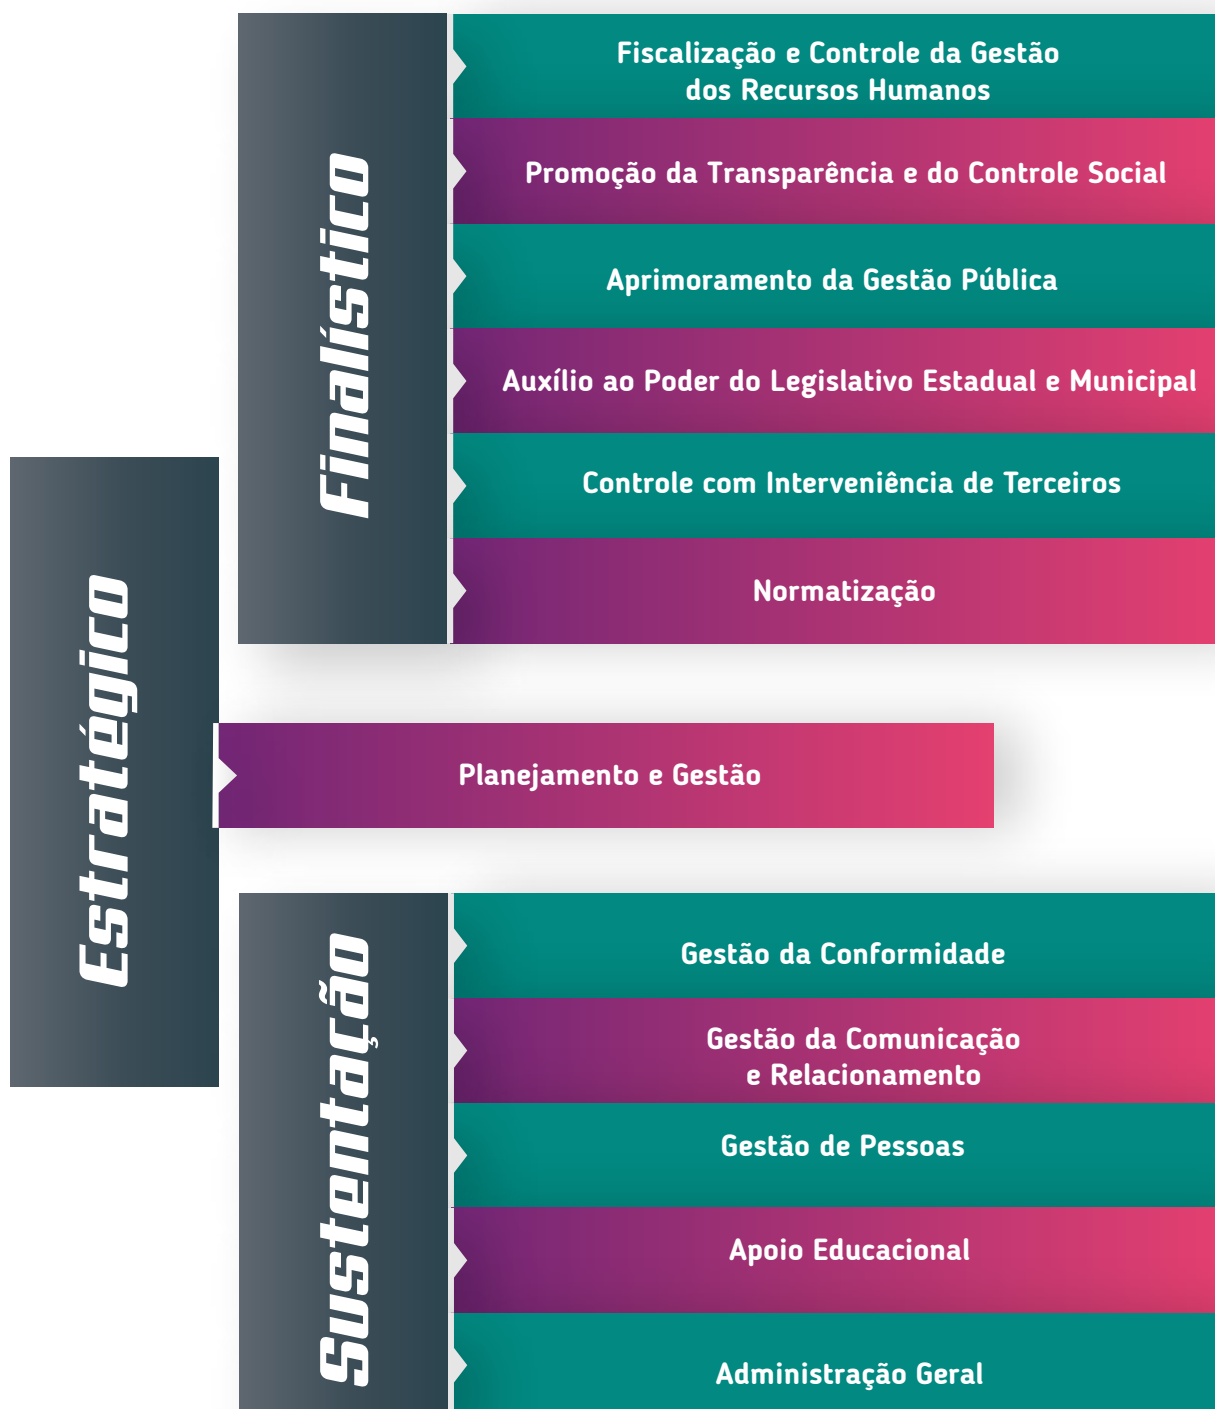 Finalístico
Fiscalização e Controle da Gestão
dos Recursos Humanos
Promoção da Transparência e do Controle Social
Aprimoramento da Gestão Pública
Auxílio ao Poder do Legislativo Estadual e Municipal
Controle com Interveniência de Terceiros
Normatização
Estratégico
Planejamento e Gestão
Sustentação
Gestão da Conformidade
Gestão da Comunicação
e Relacionamento
Gestão de Pessoas
Apoio Educacional
Administração Geral